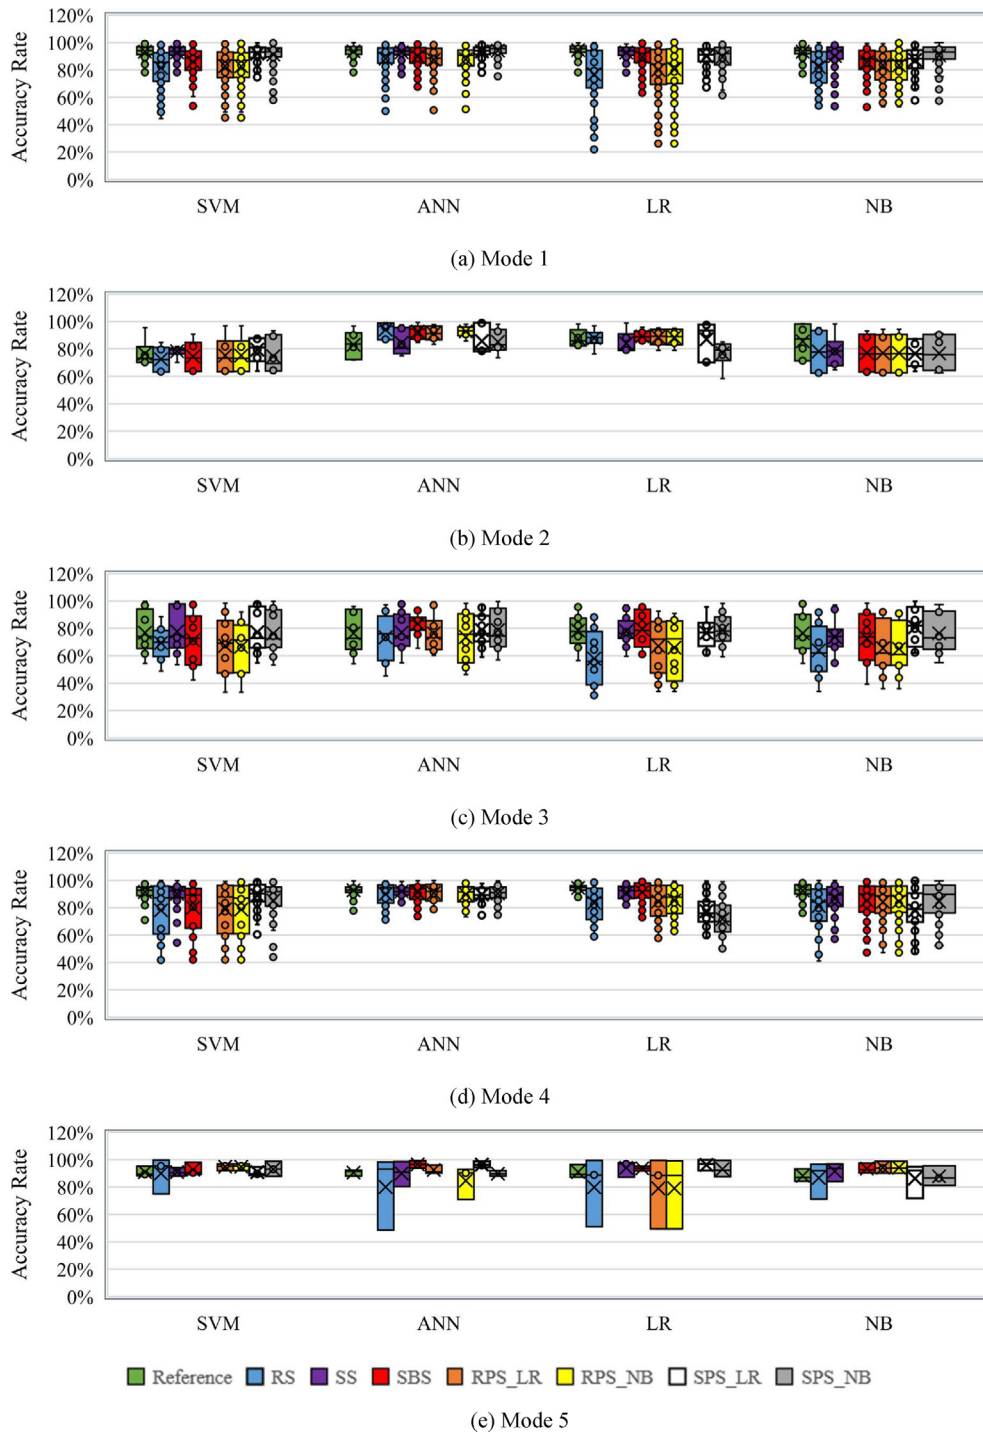 120%
100%
80%
60%
40%
20%
0%
Accuracy Rate
SVM ANN LR NB
(a) Mode 1
120%
100%
80%
60%
40%
20%
0%
Accuracy Rate
SVM ANN LR NB
(b) Mode 2
120%
100%
80%
60%
40%
20%
0%
Accuracy Rate
SVM ANN LR NB
(c) Mode 3
120%
100%
80%
60%
40%
20%
0%
Accuracy Rate
SVM ANN LR NB
(d) Mode 4
120%
100%
80%
60%
40%
20%
0%
Accuracy Rate
SVM ANN LR NB
Reference RS SS SBS RPS_LR RPS_NB SPS_LR SPS_NB
(e) Mode 5